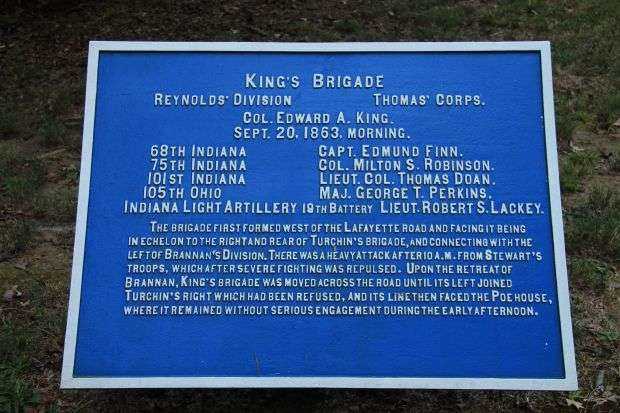 KING'S BRIGADE
REYNOLDS' DIVISION THOMAS' CORPS.
COL. EDWARD A. KING.
SEPT. 20, 1863. MORNING.
68TH INDIANA CAPT. EDMUND FINN.
75TH INDIANA COL. MILTON S. ROBINSON.
101ST INDIANA LIEUT. COL. THOMAS DOAN.
105TH OHIO MAJ. GEORGE T. PERKINS.
INDIANA LIGHT ARTILLERY 19TH BATTERY LIEUT. ROBERT S. LACKEY.
THE BRIGADE FIRST FORMED WEST OF THE LAFAYETTE ROAD AND FACING IT BEING
IN ECHELON TO THE RIGHT AND REAR OF TURCHIN'S BRIGADE, AND CONNECTING WITH THE
LEFT OF BRANNAN'S DIVISION. THERE WAS A HEAVY ATTACK AFTER 10 A.M. FROM STEWART'S
TROOPS, WHICH AFTER SEVERE FIGHTING WAS REPULSED. UPON THE RETREAT OF
BRANNAN, KING'S BRIGADE WAS MOVED ACROSS THE ROAD UNTIL ITS LEFT JOINED
TURCHIN'S RIGHT WHICH HAD BEEN REFUSED, AND ITS LINE THEN FACED THE POE HOUSE,
WHERE IT REMAINED WITHOUT SERIOUS ENGAGEMENT DURING THE EARLY AFTERNOON.